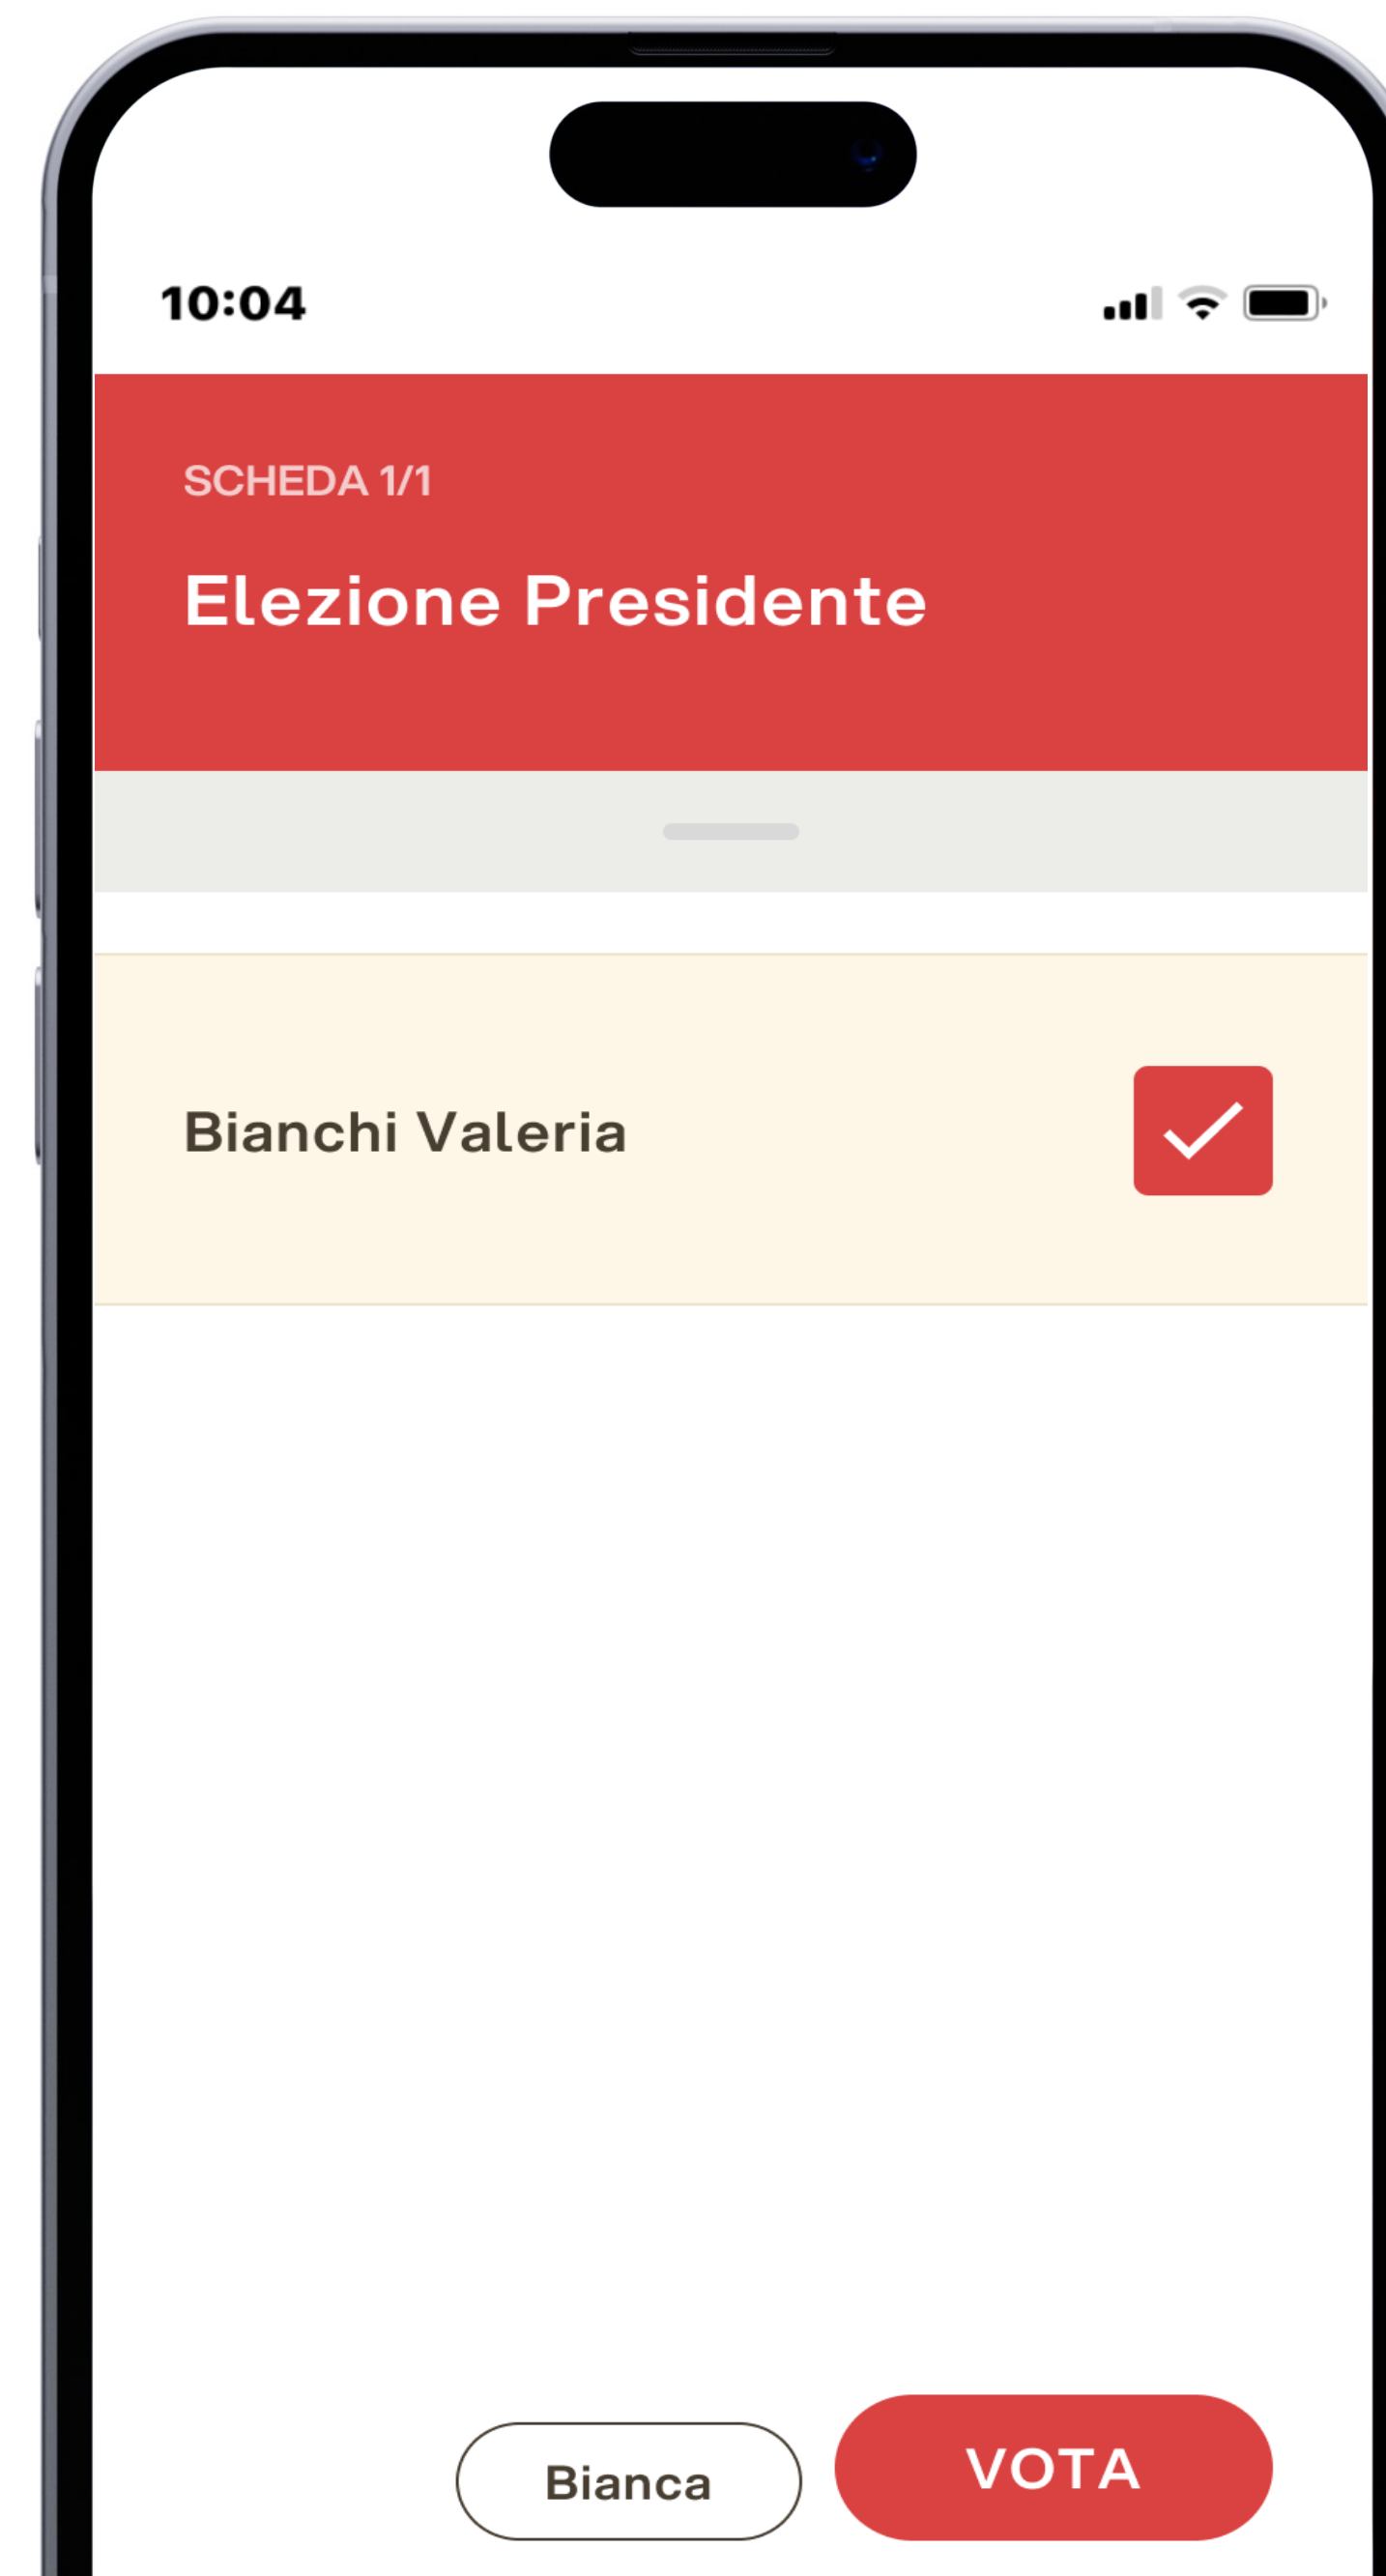 10:04
SCHEDA 1/1
Elezione Presidente
Bianchi Valeria
Bianca
VOTA